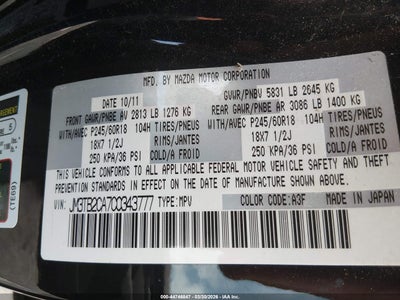 MFD. BY MAZDA MOTOR CORPORATION
DATE 10/11
GVWR/PNBV 5831 LB 2645 KG
FRONT GAWR/PNBE AV 2813 LB 1276 KG
REAR GAWR/PNBE AR 3086 LB 1400 KG
WITH/AVEC P245/60R18 104H TIRES/PNEUS
WITH/AVEC P245/60R18 104H TIRES/PNEUS
18X7 1/2J RIMS/JANTES
18X7 1/2J RIMS/JANTES
250 KPA/36 PSI COLD/A FROID
250 KPA/36 PSI COLD/A FROID
THIS VEHICLE CONFORMS TO ALL APPLICABLE FEDERAL MOTOR VEHICLE SAFETY AND THEFT
PREVENTION STANDARDS IN EFFECT ON THE DATE OF MANUFACTURE SHOWN ABOVE.
VIN: JM3TB2CA7C0343777 TYPE:MPV
COLOR CODE: A3F
MADE IN JAPAN